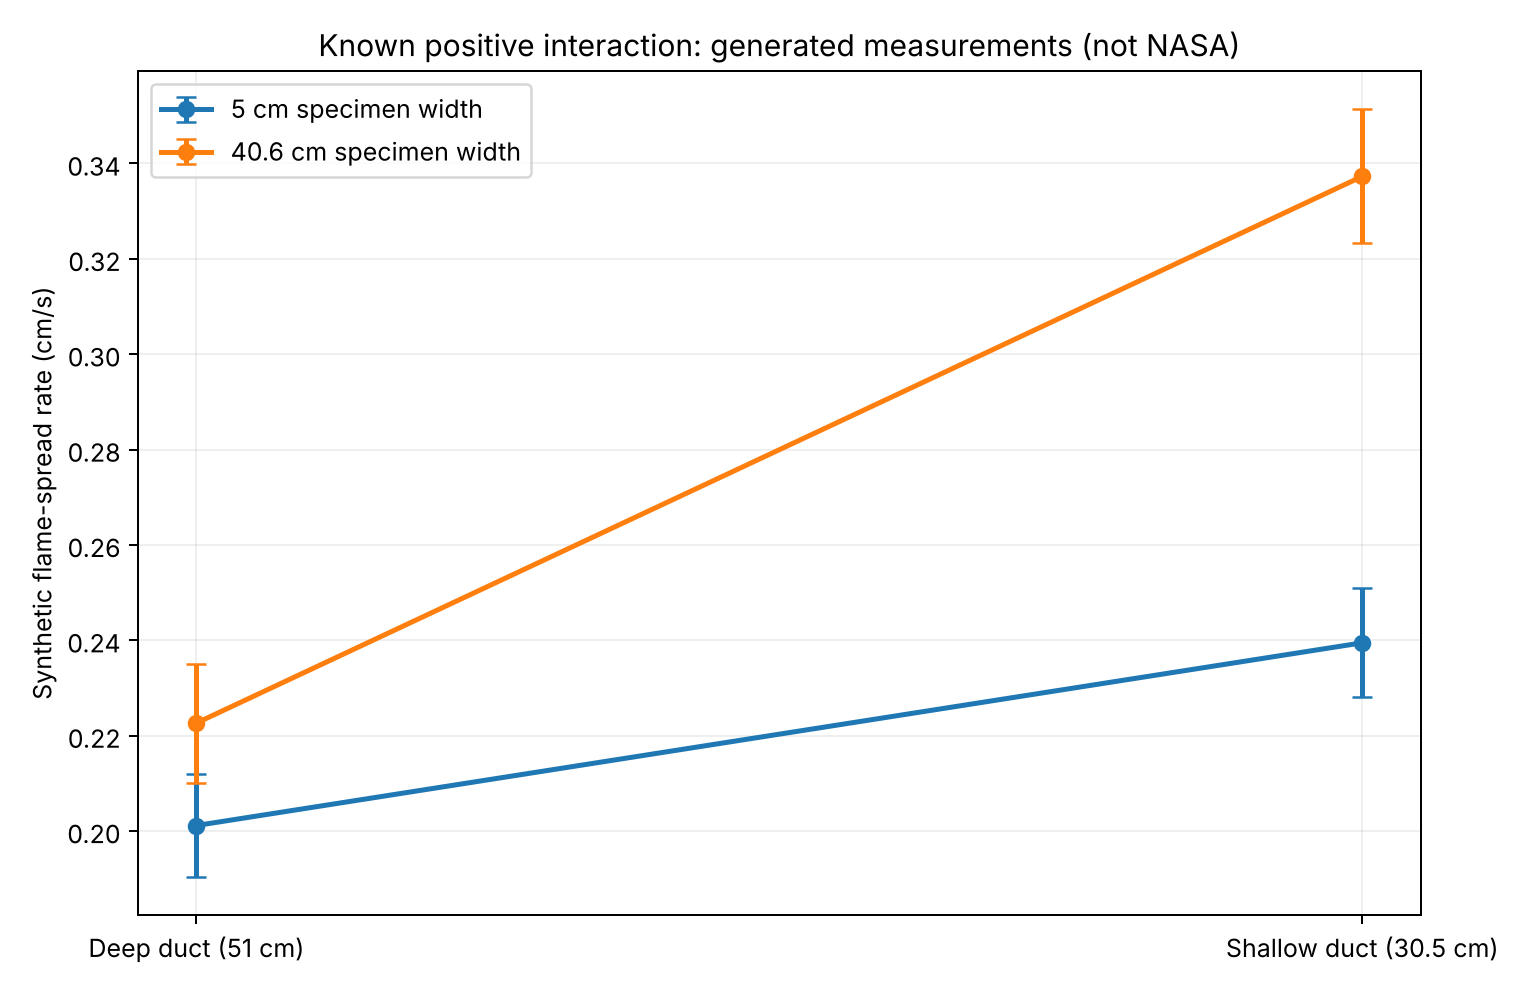 Known positive interaction: generated measurements (not NASA)
5 cm specimen width
40.6 cm specimen width
Synthetic flame-spread rate (cm/s)
0.34
0.32
0.30
0.28
0.26
0.24
0.22
0.20
Deep duct (51 cm)
Shallow duct (30.5 cm)